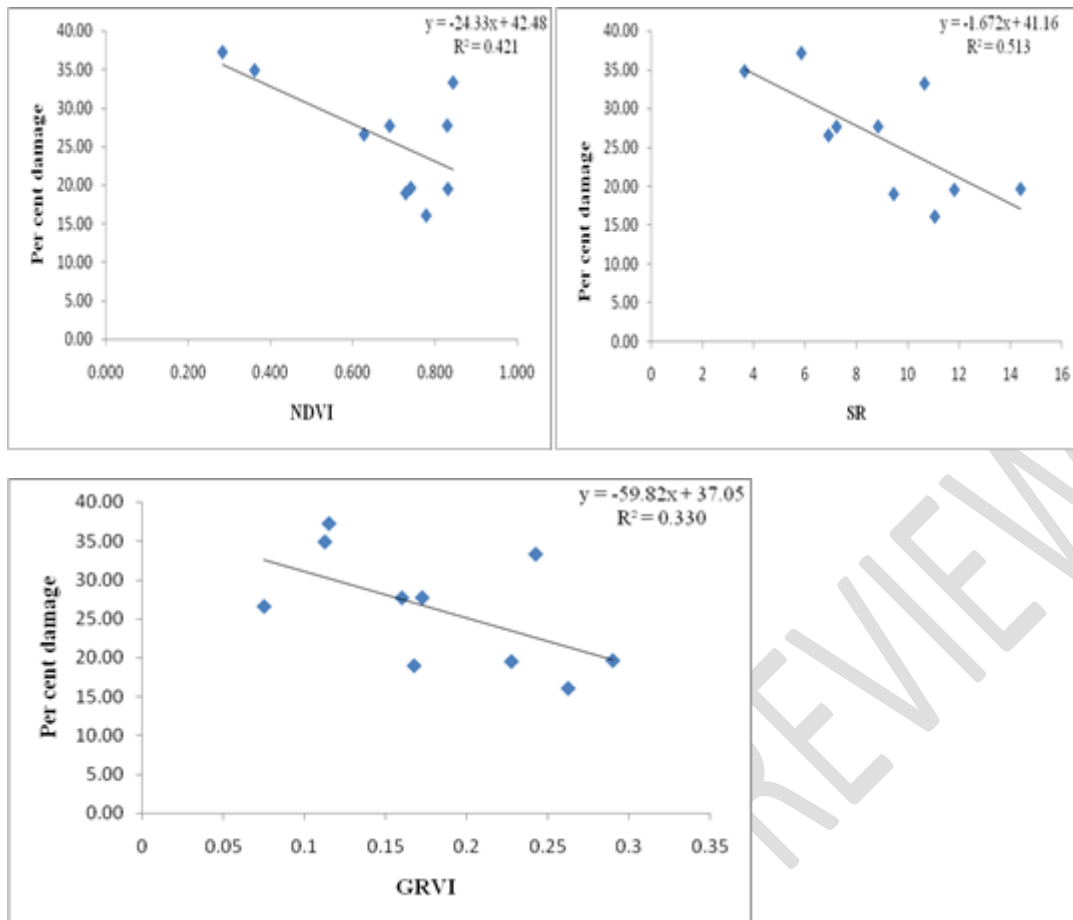 y = -24.33x + 42.48
R² = 0.421
40.00
35.00
30.00
25.00
20.00
15.00
10.00
5.00
0.00
Per cent damage
0.000 0.200 0.400 0.600 0.800 1.000
NDVI
y = -1.672x + 41.16
R² = 0.513
40.00
35.00
30.00
25.00
20.00
15.00
10.00
5.00
0.00
Per cent damage
0 2 4 6 8 10 12 14 16
SR
y = -59.82x + 37.05
R² = 0.330
40.00
35.00
30.00
25.00
20.00
15.00
10.00
5.00
0.00
Per cent damage
0 0.05 0.1 0.15 0.2 0.25 0.3 0.35
GRVI
REVIEW